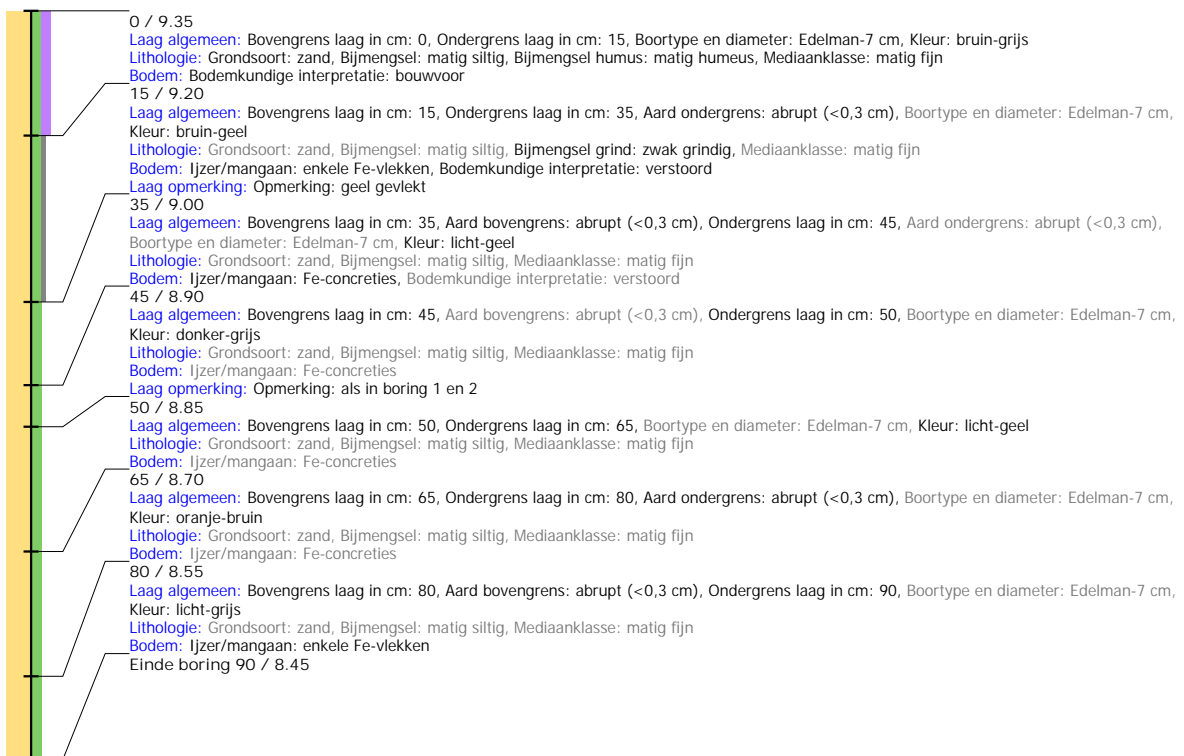 0 / 9.35
Laag algemeen: Bovengrens laag in cm: 0, Ondergrens laag in cm: 15, Boortype en diameter: Edelman-7 cm, Kleur: bruin-grijs
Lithologie: Grondsoort: zand, Bijmengsel: matig siltig, Bijmengsel humus: matig humeus, Mediaanklasse: matig fijn
Bodem: Bodemkundige interpretatie: bouwvoor
15 / 9.20
Laag algemeen: Bovengrens laag in cm: 15, Ondergrens laag in cm: 35, Aard ondergrens: abrupt (<0,3 cm), Boortype en diameter: Edelman-7 cm,
Kleur: bruin-geel
Lithologie: Grondsoort: zand, Bijmengsel: matig siltig, Bijmengsel grind: zwak grindig, Mediaanklasse: matig fijn
Bodem: Ijzer/mangaan: enkele Fe-vlekken, Bodemkundige interpretatie: verstoord
Laag opmerking: Opmerking: geel gevlekt
35 / 9.00
Laag algemeen: Bovengrens laag in cm: 35, Aard bovengrens: abrupt (<0,3 cm), Ondergrens laag in cm: 45, Aard ondergrens: abrupt (<0,3 cm),
Boortype en diameter: Edelman-7 cm, Kleur: licht-geel
Lithologie: Grondsoort: zand, Bijmengsel: matig siltig, Mediaanklasse: matig fijn
Bodem: Ijzer/mangaan: Fe-concreties, Bodemkundige interpretatie: verstoord
45 / 8.90
Laag algemeen: Bovengrens laag in cm: 45, Aard bovengrens: abrupt (<0,3 cm), Ondergrens laag in cm: 50, Boortype en diameter: Edelman-7 cm,
Kleur: donker-grijs
Lithologie: Grondsoort: zand, Bijmengsel: matig siltig, Mediaanklasse: matig fijn
Bodem: Ijzer/mangaan: Fe-concreties
Laag opmerking: Opmerking: als in boring 1 en 2
50 / 8.85
Laag algemeen: Bovengrens laag in cm: 50, Ondergrens laag in cm: 65, Boortype en diameter: Edelman-7 cm, Kleur: licht-geel
Lithologie: Grondsoort: zand, Bijmengsel: matig siltig, Mediaanklasse: matig fijn
Bodem: Ijzer/mangaan: Fe-concreties
65 / 8.70
Laag algemeen: Bovengrens laag in cm: 65, Ondergrens laag in cm: 80, Aard ondergrens: abrupt (<0,3 cm), Boortype en diameter: Edelman-7 cm,
Kleur: oranje-bruin
Lithologie: Grondsoort: zand, Bijmengsel: matig siltig, Mediaanklasse: matig fijn
Bodem: Ijzer/mangaan: Fe-concreties
80 / 8.55
Laag algemeen: Bovengrens laag in cm: 80, Aard bovengrens: abrupt (<0,3 cm), Ondergrens laag in cm: 90, Boortype en diameter: Edelman-7 cm,
Kleur: licht-grijs
Lithologie: Grondsoort: zand, Bijmengsel: matig siltig, Mediaanklasse: matig fijn
Bodem: Ijzer/mangaan: enkele Fe-vlekken
Einde boring 90 / 8.45